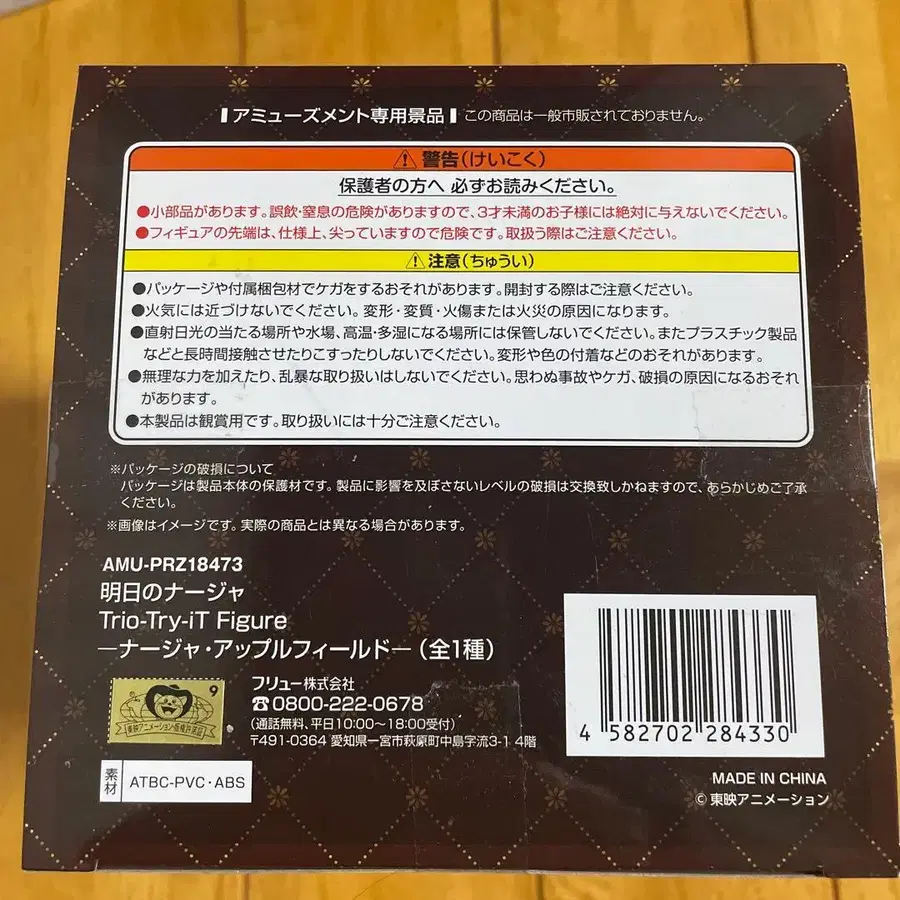 アミューズメント専用景品 この商品は一般市販されておりません。
警告(けいこく)
保護者の方へ 必ずお読みください。
●小部品があります。誤飲・窒息の危険がありますので、3才未満のお子様には絶対に与えないでください。
●フィギュアの先端は、仕様上、尖っていますので危険です。取扱う際はご注意ください。
注意(ちゅうい)
●パッケージや付属梱包材でケガをするおそれがあります。開封する際はご注意ください。
●火気には近づけないでください。変形・変質・火傷または火災の原因になります。
●直射日光の当たる場所や水場、高温・多湿になる場所には保管しないでください。またプラスチック製品
などと長時間接触させたりこすったりしないでください。変形や色の付着などのおそれがあります。
●無理な力を加えたり、乱暴な取り扱いはしないでください。思わぬ事故やケガ、破損の原因になるおそれ
があります。
●本製品は観賞用です。取り扱いには十分ご注意ください。
※パッケージの破損について
パッケージは製品本体の保護材です。製品に影響を及ぼさないレベルの破損は交換致しかねますので、あらかじめご了承
ください。
※画像はイメージです。実際の商品とは異なる場合があります。
AMU-PRZ18473
明日のナージャ
Trio-Try-iT Figure
―ナージャ・アップルフィールド― (全1種)
9
東映アニメーション版権許諾証
フリュー株式会社
☎0800-222-0678
(通話無料、平日10:00~18:00受付)
〒491-0364 愛知県一宮市萩原町中島字流3-1 4階
素材 ATBC-PVC・ABS
4 582702 284330
MADE IN CHINA
© 東映アニメーション